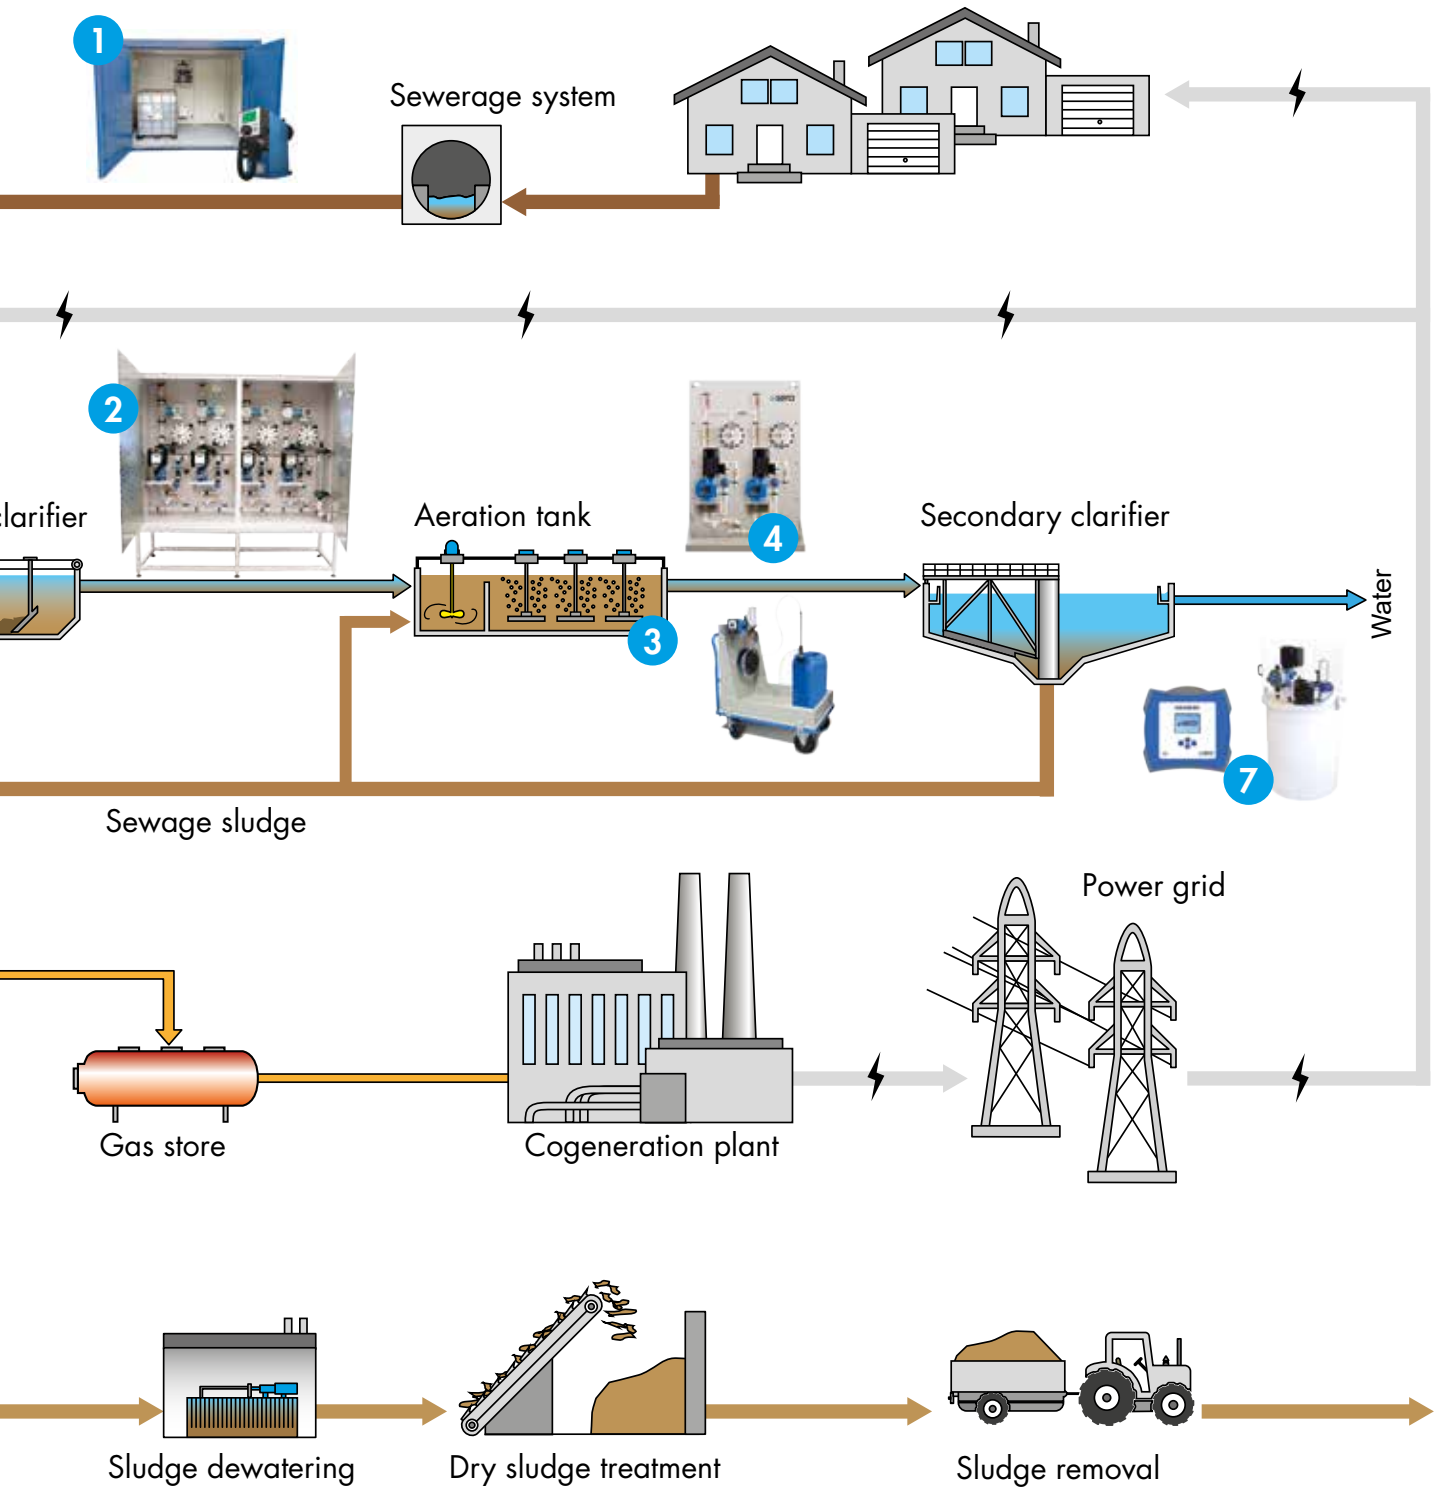 1
Sewerage system
2
clarifier
Aeration tank
4
Secondary clarifier
3
Water
7
Sewage sludge
Power grid
Gas store
Cogeneration plant
Sludge dewatering
Dry sludge treatment
Sludge removal